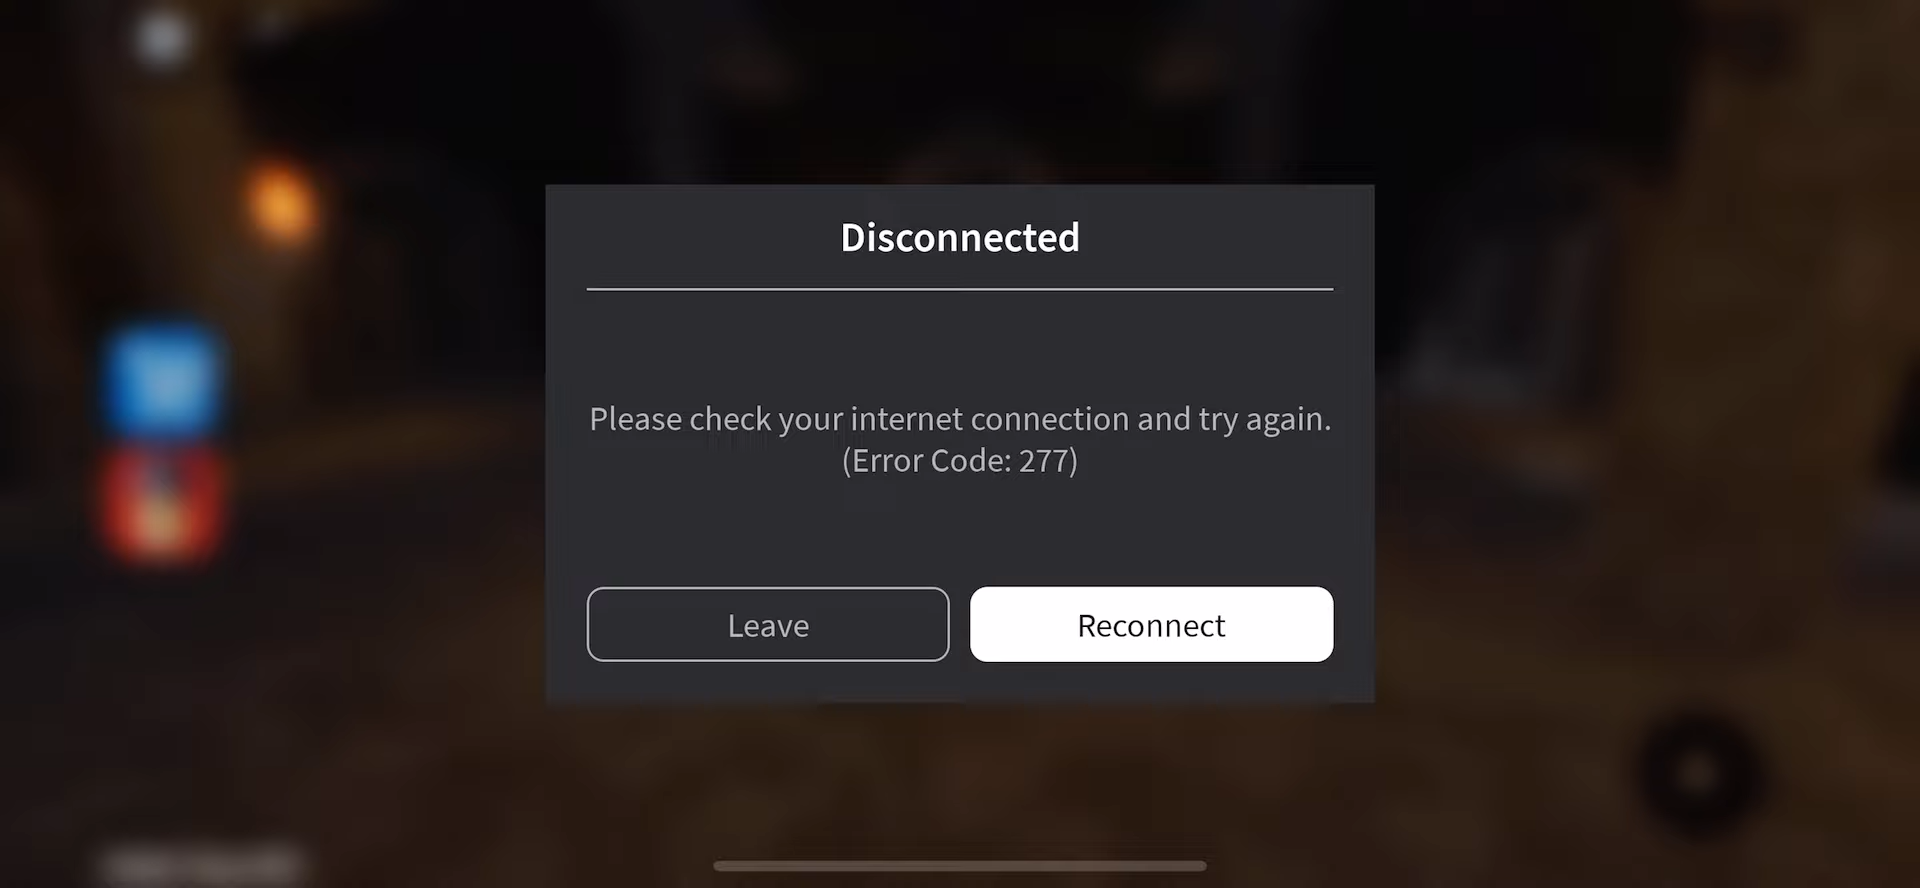 Disconnected
Please check your internet connection and try again.
(Error Code: 277)
Leave
Reconnect